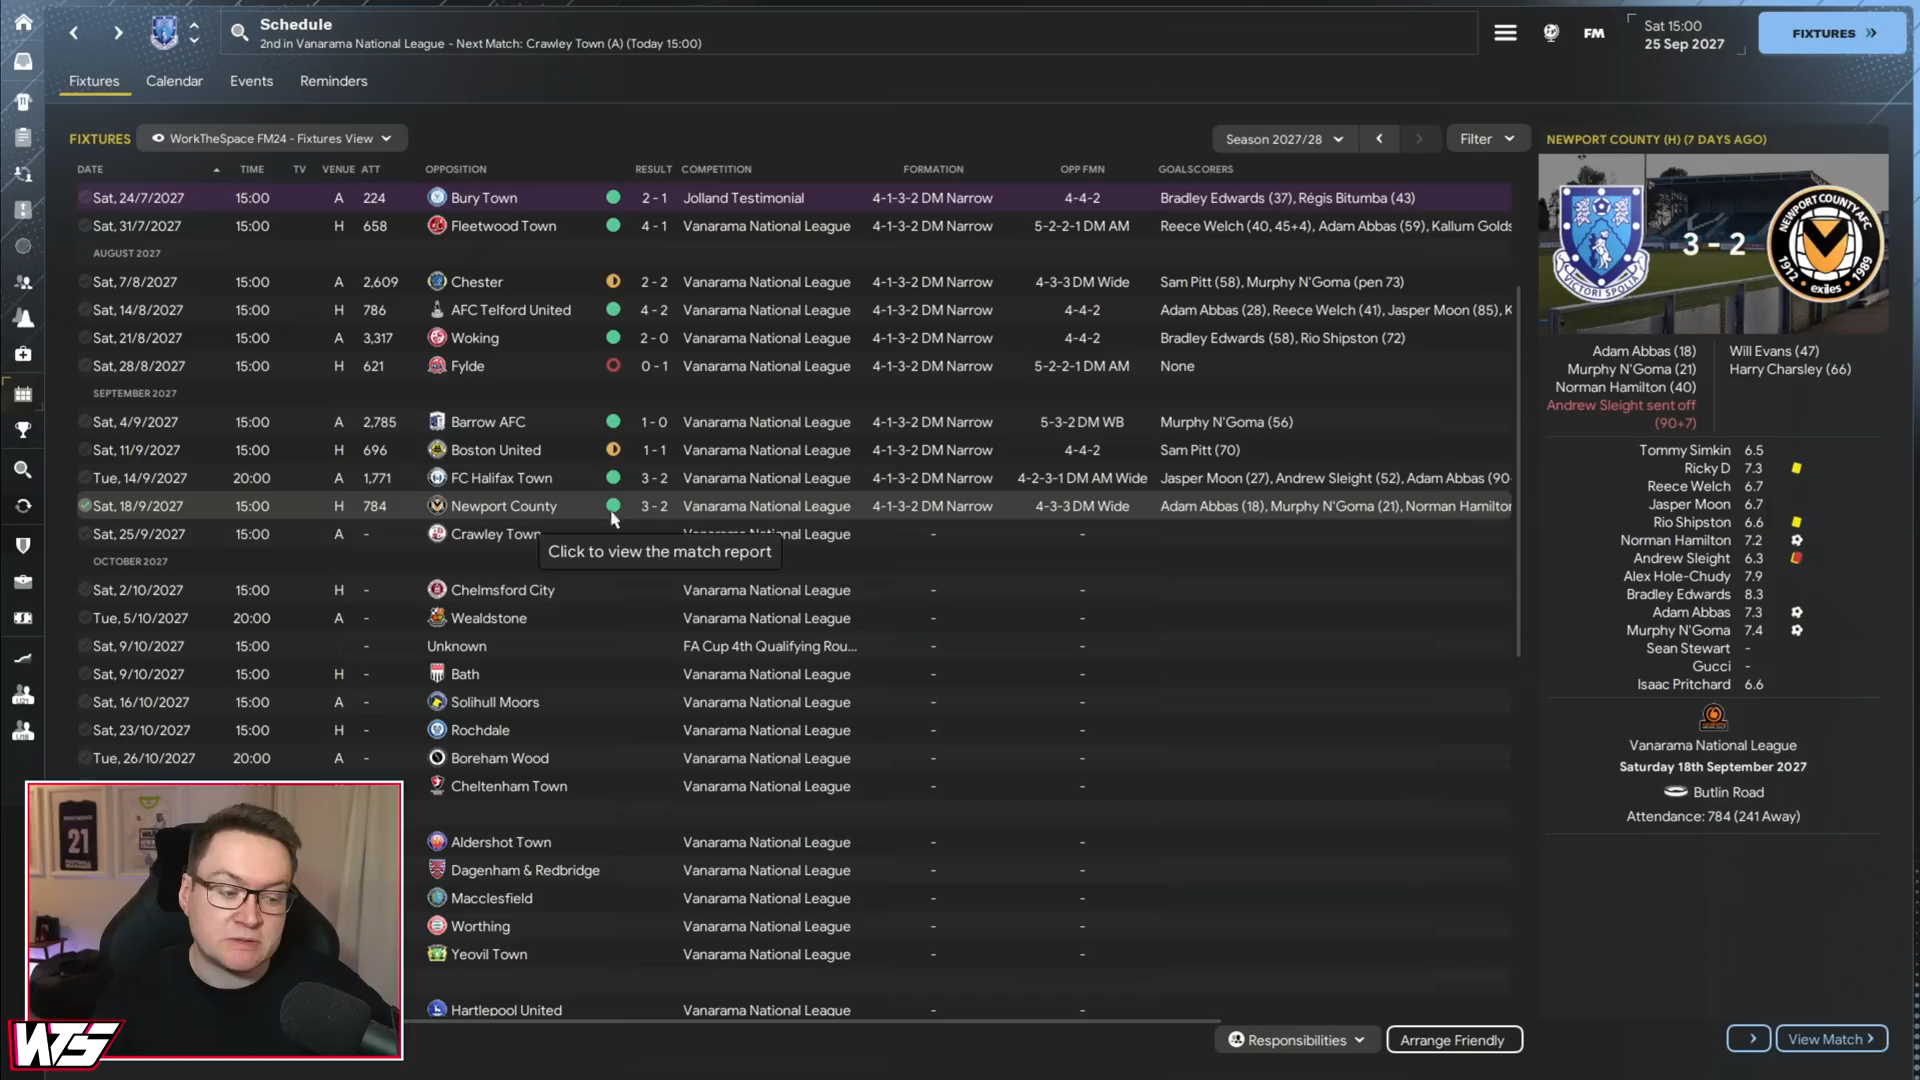 Schedule
2nd in Vanarama National League - Next Match: Crawley Town (A) (Today 15:00)
FM
Sat 15:00
25 Sep 2027
FIXTURES
Fixtures Calendar Events Reminders
FIXTURES WorkTheSpace FM24 - Fixtures View
Season 2027/28 Filter
DATE TIME TV VENUE ATT OPPOSITION RESULT COMPETITION FORMATION OPP FMN GOALSCORERS
Sat, 24/7/2027 15:00 A 224 Bury Town 2 - 1 Jolland Testimonial 4-1-3-2 DM Narrow 4-4-2 Bradley Edwards (37), Régis Bitumba (43)
Sat, 31/7/2027 15:00 H 658 Fleetwood Town 4 - 1 Vanarama National League 4-1-3-2 DM Narrow 5-2-2-1 DM AM Reece Welch (40, 45+4), Adam Abbas (59), Kallum Golds
AUGUST 2027
Sat, 7/8/2027 15:00 A 2,609 Chester 2 - 2 Vanarama National League 4-1-3-2 DM Narrow 4-3-3 DM Wide Sam Pitt (58), Murphy N'Goma (pen 73)
Sat, 14/8/2027 15:00 H 786 AFC Telford United 4 - 2 Vanarama National League 4-1-3-2 DM Narrow 4-4-2 Adam Abbas (28), Reece Welch (41), Jasper Moon (85), K
Sat, 21/8/2027 15:00 A 3,317 Woking 2 - 0 Vanarama National League 4-1-3-2 DM Narrow 4-4-2 Bradley Edwards (58), Rio Shipston (72)
Sat, 28/8/2027 15:00 H 621 Fylde 0 - 1 Vanarama National League 4-1-3-2 DM Narrow 5-2-2-1 DM AM None
SEPTEMBER 2027
Sat, 4/9/2027 15:00 A 2,785 Barrow AFC 1 - 0 Vanarama National League 4-1-3-2 DM Narrow 5-3-2 DM WB Murphy N'Goma (56)
Sat, 11/9/2027 15:00 H 696 Boston United 1 - 1 Vanarama National League 4-1-3-2 DM Narrow 4-4-2 Sam Pitt (70)
Tue, 14/9/2027 20:00 A 1,771 FC Halifax Town 3 - 2 Vanarama National League 4-1-3-2 DM Narrow 4-2-3-1 DM AM Wide Jasper Moon (27), Andrew Sleight (52), Adam Abbas (90
Sat, 18/9/2027 15:00 H 784 Newport County 3 - 2 Vanarama National League 4-1-3-2 DM Narrow 4-3-3 DM Wide Adam Abbas (18), Murphy N'Goma (21), Norman Hamilton
Sat, 25/9/2027 15:00 A - Crawley Town Vanarama National League - -
Click to view the match report
OCTOBER 2027
Sat, 2/10/2027 15:00 H - Chelmsford City Vanarama National League - -
Tue, 5/10/2027 20:00 A - Wealdstone Vanarama National League - -
Sat, 9/10/2027 15:00 - Unknown FA Cup 4th Qualifying Rou... - -
Sat, 9/10/2027 15:00 H - Bath Vanarama National League - -
Sat, 16/10/2027 15:00 A - Solihull Moors Vanarama National League - -
Sat, 23/10/2027 15:00 H - Rochdale Vanarama National League - -
Tue, 26/10/2027 20:00 A - Boreham Wood Vanarama National League - -
Cheltenham Town Vanarama National League - -
Aldershot Town Vanarama National League - -
Dagenham & Redbridge Vanarama National League - -
Macclesfield Vanarama National League - -
Worthing Vanarama National League - -
Yeovil Town Vanarama National League - -
Hartlepool United Vanarama National League - -
Responsibilities Arrange Friendly View Match
NEWPORT COUNTY (H) (7 DAYS AGO)
VICTORI SPOLIA
3 - 2
NEWPORT COUNTY AFC
1912 exiles 1989
Adam Abbas (18) Will Evans (47)
Murphy N'Goma (21) Harry Charsley (66)
Norman Hamilton (40)
Andrew Sleight sent off
(90+7)
Tommy Simkin 6.5
Ricky D 7.3
Reece Welch 6.7
Jasper Moon 6.7
Rio Shipston 6.6
Norman Hamilton 7.2
Andrew Sleight 6.3
Alex Hole-Chudy 7.9
Bradley Edwards 8.3
Adam Abbas 7.3
Murphy N'Goma 7.4
Sean Stewart -
Gucci -
Isaac Pritchard 6.6
Vanarama National League
Saturday 18th September 2027
Butlin Road
Attendance: 784 (241 Away)
U21
U18
21
WTS